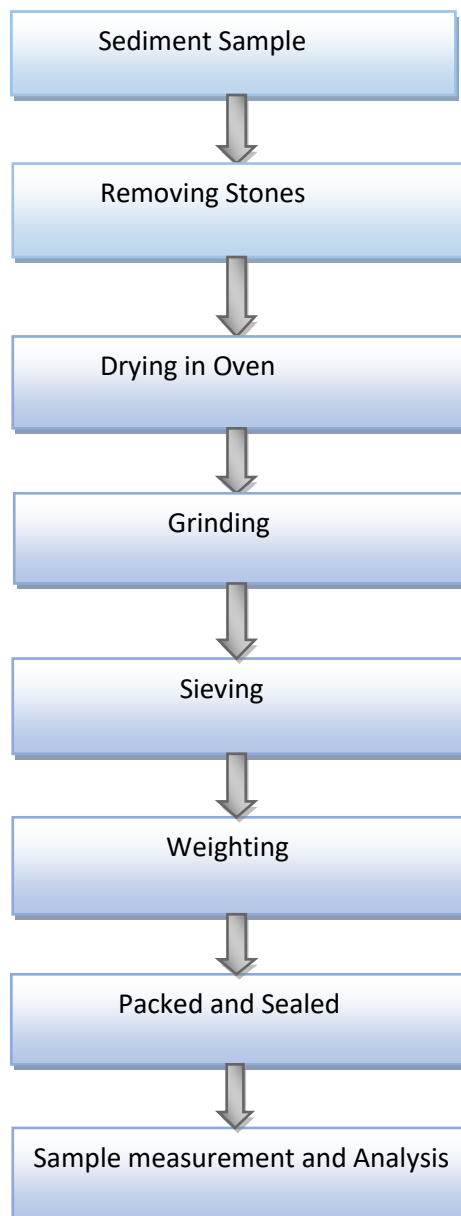 Sediment Sample
Removing Stones
Drying in Oven
Grinding
Sieving
Weighting
Packed and Sealed
Sample measurement and Analysis